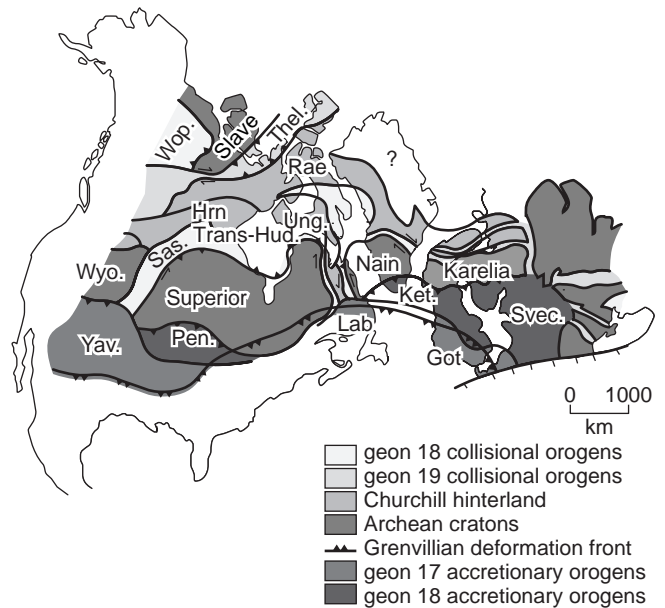 Wop.
Slave
Thel.
?
Rae
Hrn
Ung.
Trans-Hud.
Sas.
Wyo.
Nain
Karelia
Superior
Ket.
Svec.
Pen.
Lab
Yav.
Got
0 1000
km
geon 18 collisional orogens
geon 19 collisional orogens
Churchill hinterland
Archean cratons
Grenvillian deformation front
geon 17 accretionary orogens
geon 18 accretionary orogens